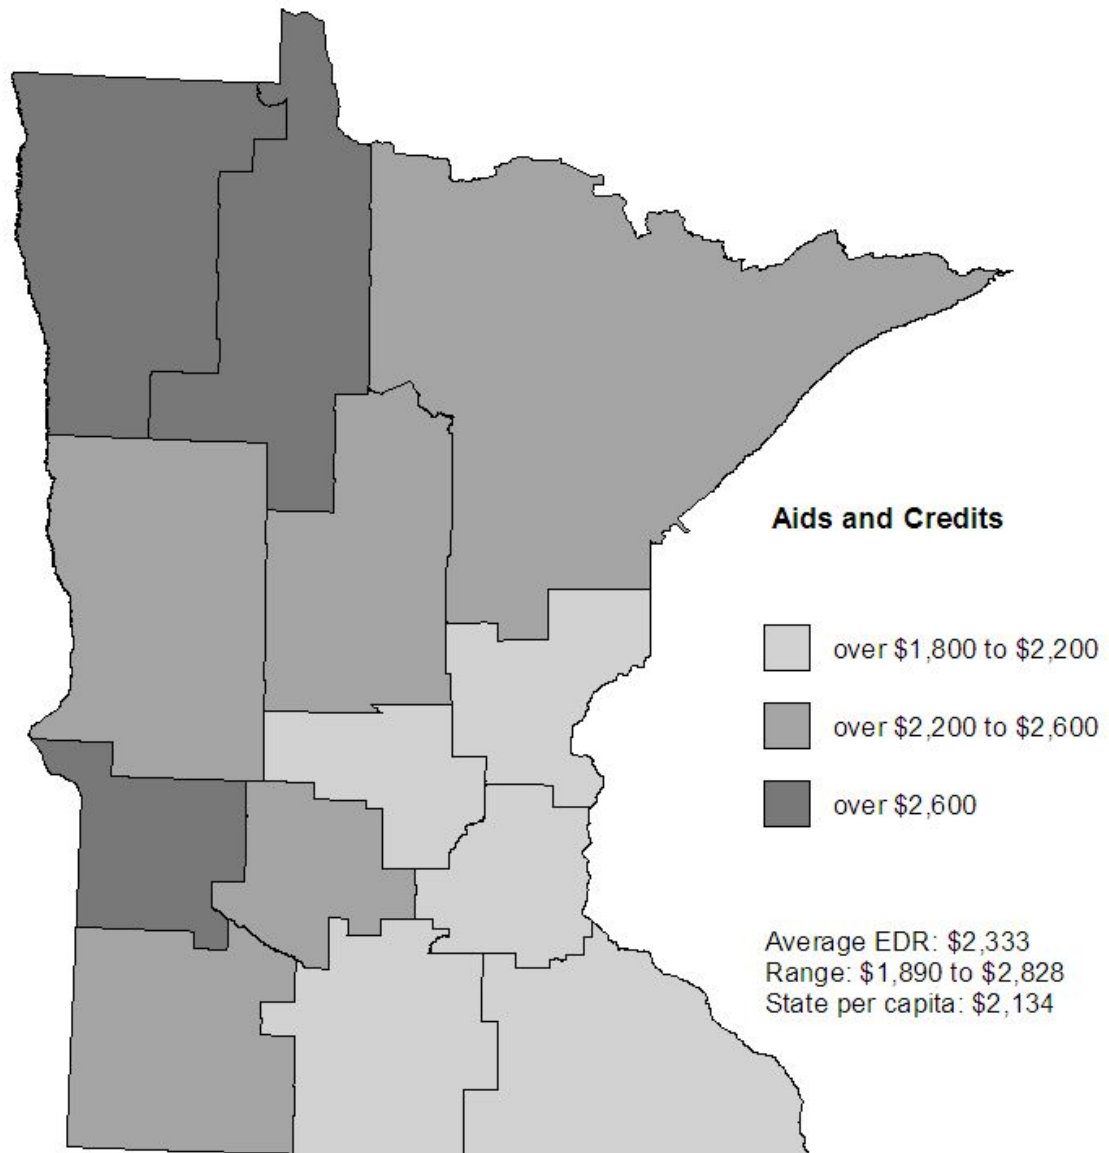 Aids and Credits
over $1,800 to $2,200
over $2,200 to $2,600
over $2,600
Average EDR: $2,333
Range: $1,890 to $2,828
State per capita: $2,134